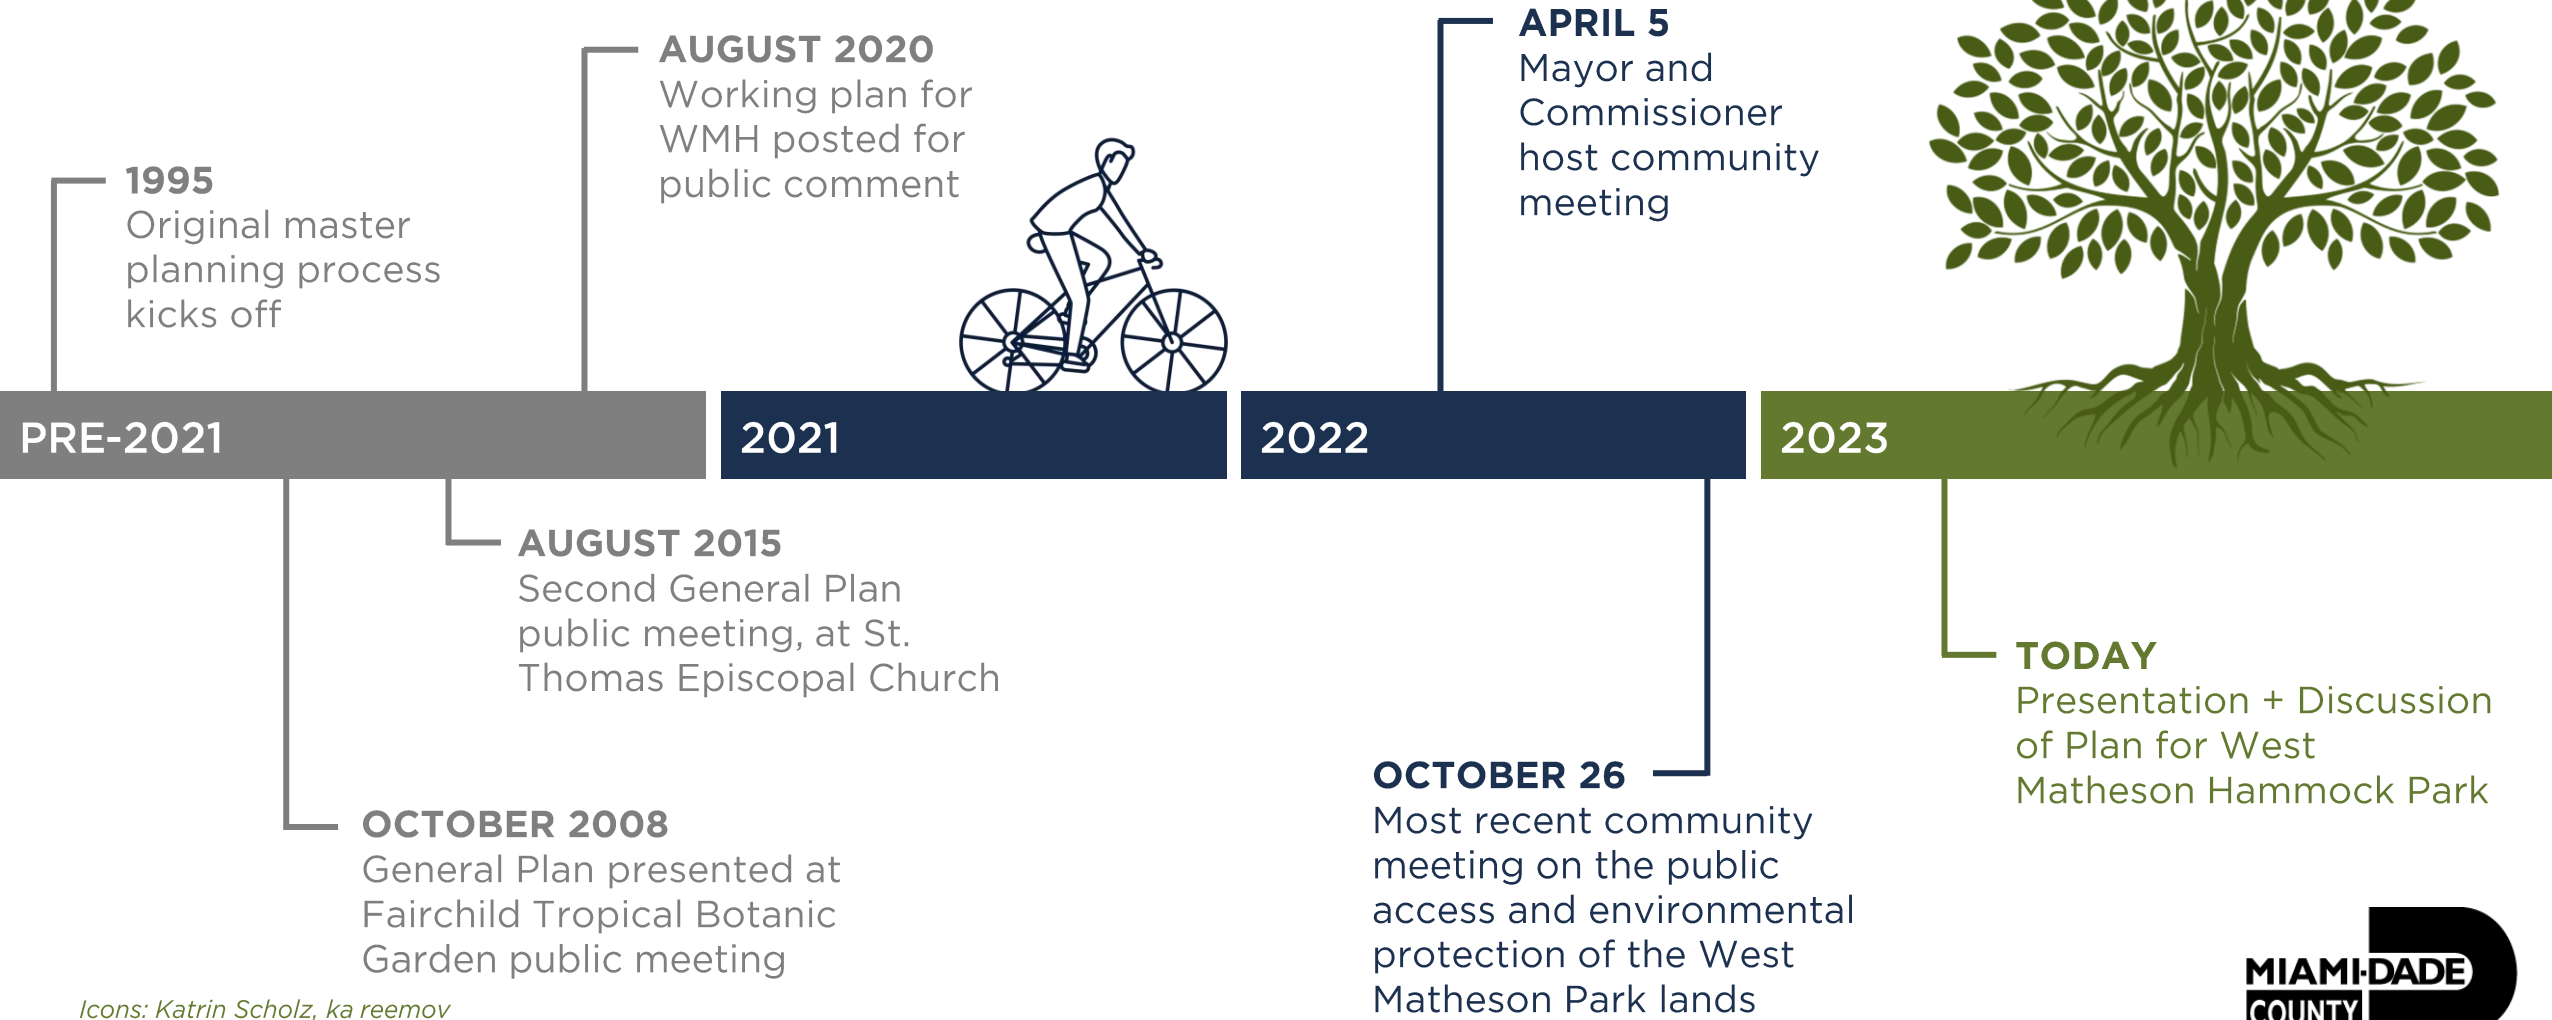 1995
Original master
planning process
kicks off
AUGUST 2020
Working plan for
WMH posted for
public comment
APRIL 5
Mayor and
Commissioner
host community
meeting
PRE-2021
2021
2022
2023
OCTOBER 2008
General Plan presented at
Fairchild Tropical Botanic
Garden public meeting
AUGUST 2015
Second General Plan
public meeting, at St.
Thomas Episcopal Church
OCTOBER 26
Most recent community
meeting on the public
access and environmental
protection of the West
Matheson Park lands
TODAY
Presentation + Discussion
of Plan for West
Matheson Hammock Park
Icons: Katrin Scholz, ka reemov
MIAMI-DADE
COUNTY